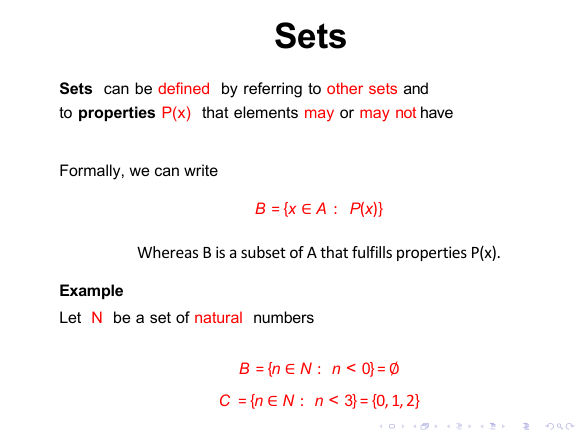 Sets
Sets can be defined by referring to other sets and
to properties P(x) that elements may or may not have
Formally, we can write
B = {x ∈ A : P(x)}
Whereas B is a subset of A that fulfills properties P(x).
Example
Let N be a set of natural numbers
B = {n ∈ N : n < 0} = ∅
C = {n ∈ N : n < 3} = {0, 1, 2}